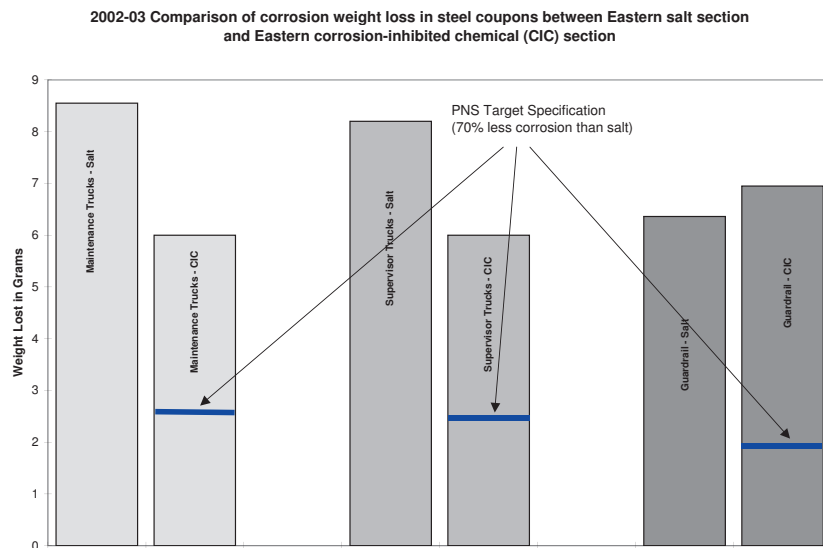 2002-03 Comparison of corrosion weight loss in steel coupons between Eastern salt section
and Eastern corrosion-inhibited chemical (CIC) section
PNS Target Specification
(70% less corrosion than salt)
Weight Lost in Grams
9
8
7
6
5
4
3
2
1
0
Maintenance Trucks - Salt
Maintenance Trucks - CIC
Supervisor Trucks - Salt
Supervisor Trucks - CIC
Guardrail - Salt
Guardrail - CIC